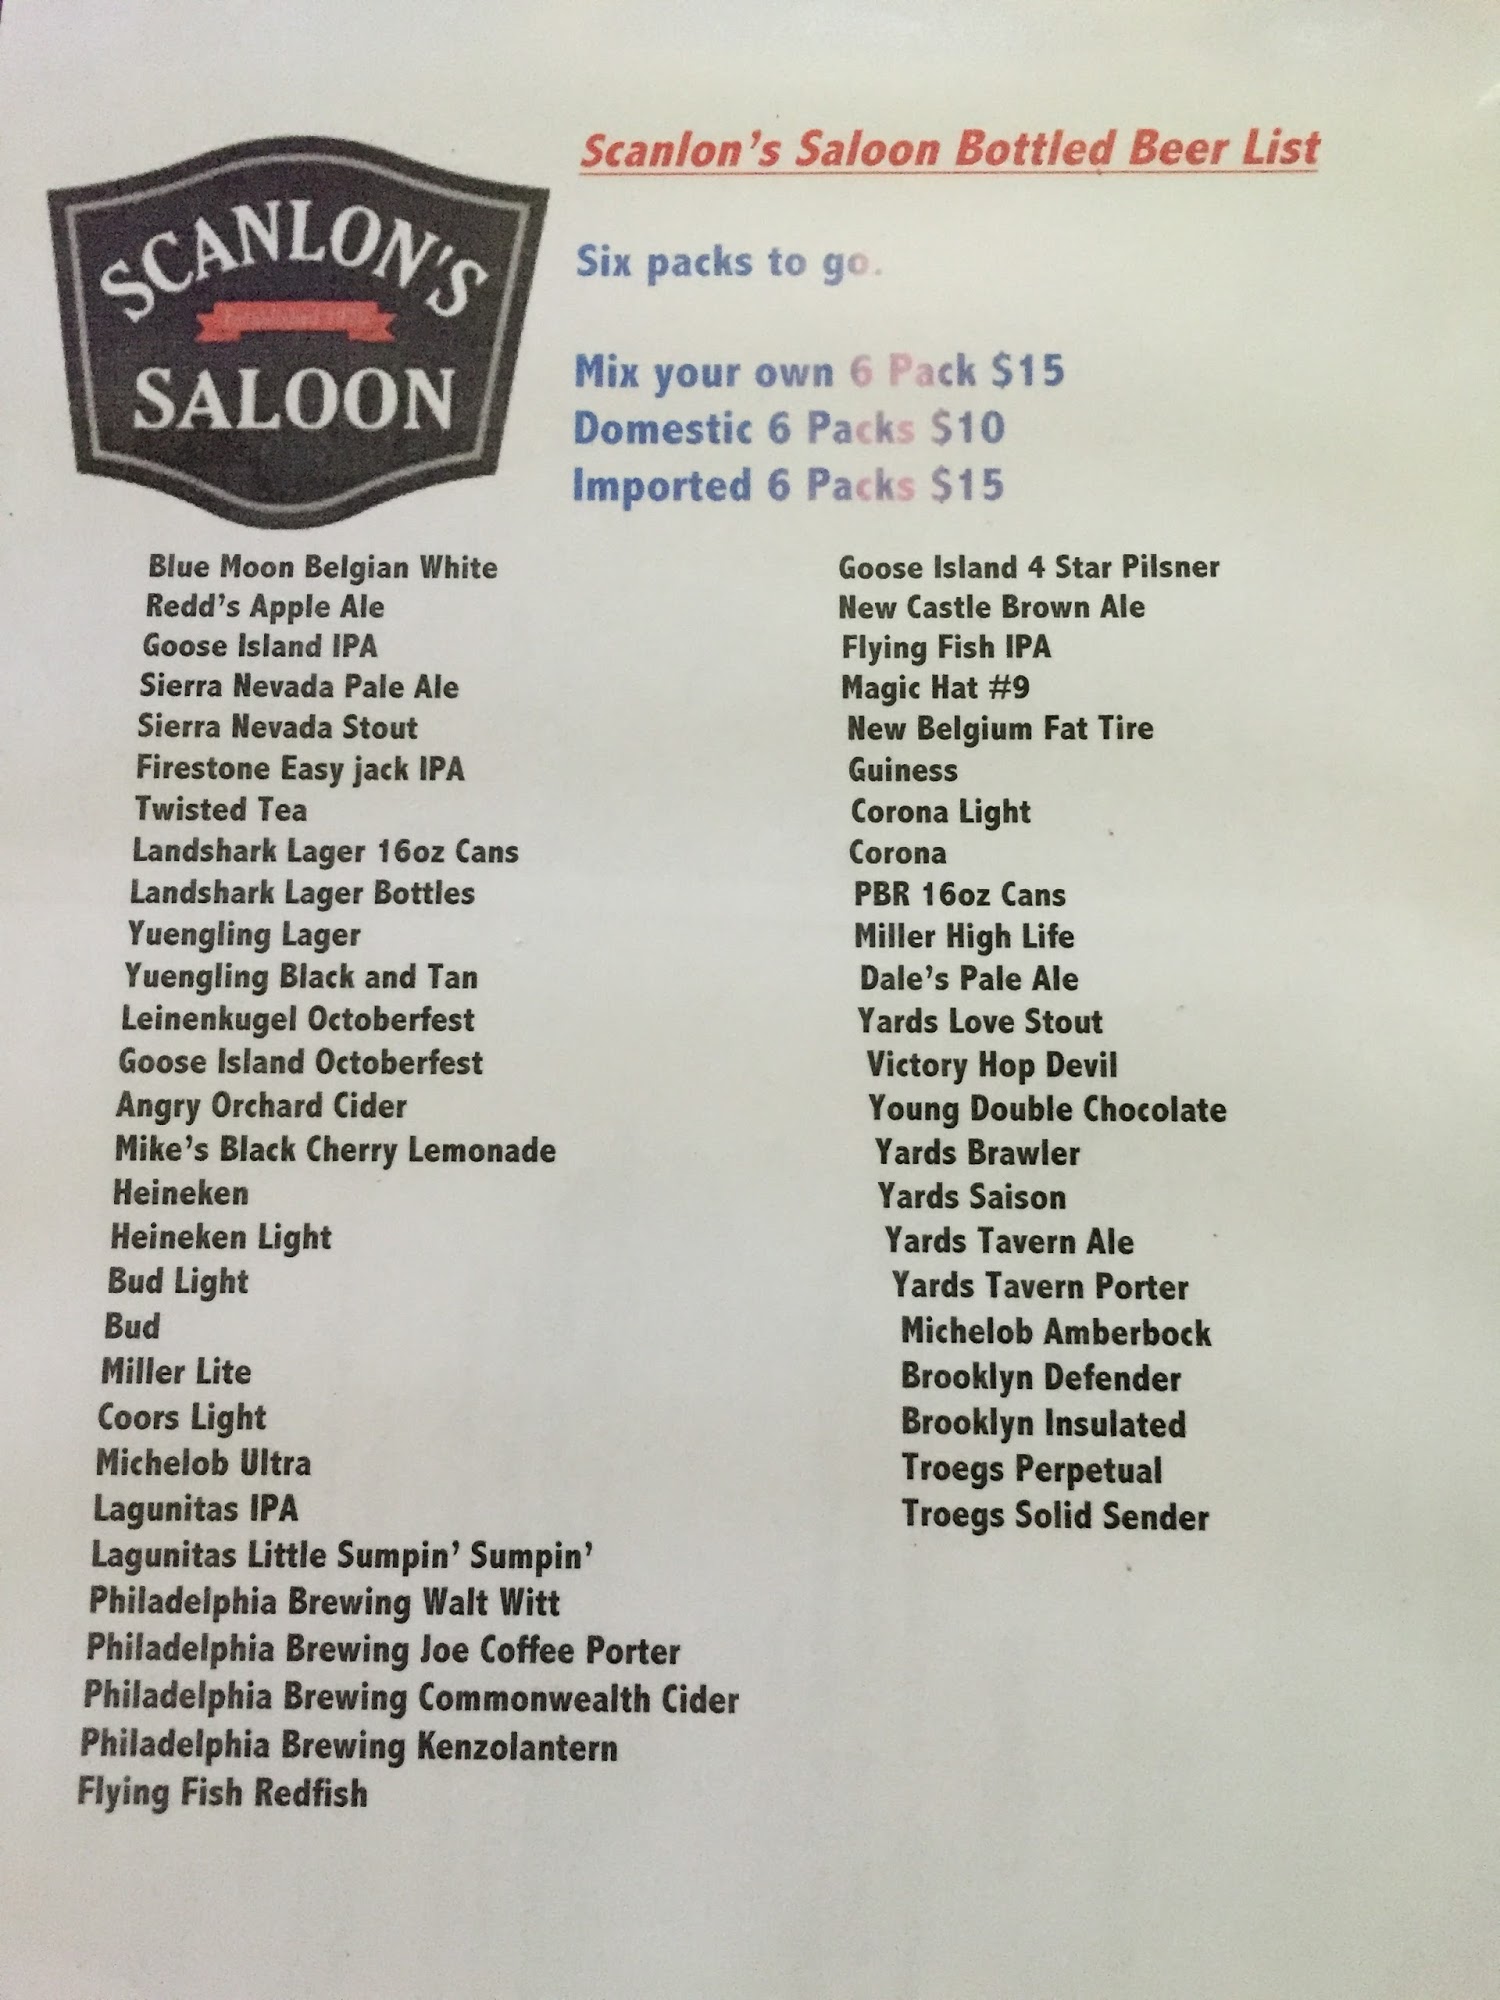 Scanlon's Saloon Bottled Beer List
SCANLON'S
SALOON
Six packs to go.
Mix your own 6 Pack $15
Domestic 6 Packs $10
Imported 6 Packs $15
Blue Moon Belgian White
Redd's Apple Ale
Goose Island IPA
Sierra Nevada Pale Ale
Sierra Nevada Stout
Firestone Easy jack IPA
Twisted Tea
Landshark Lager 16oz Cans
Landshark Lager Bottles
Yuengling Lager
Yuengling Black and Tan
Leinenkugel Octoberfest
Goose Island Octoberfest
Angry Orchard Cider
Mike's Black Cherry Lemonade
Heineken
Heineken Light
Bud Light
Bud
Miller Lite
Coors Light
Michelob Ultra
Lagunitas IPA
Lagunitas Little Sumpin' Sumpin'
Philadelphia Brewing Walt Witt
Philadelphia Brewing Joe Coffee Porter
Philadelphia Brewing Commonwealth Cider
Philadelphia Brewing Kenzolantern
Flying Fish Redfish
Goose Island 4 Star Pilsner
New Castle Brown Ale
Flying Fish IPA
Magic Hat #9
New Belgium Fat Tire
Guiness
Corona Light
Corona
PBR 16oz Cans
Miller High Life
Dale's Pale Ale
Yards Love Stout
Victory Hop Devil
Young Double Chocolate
Yards Brawler
Yards Saison
Yards Tavern Ale
Yards Tavern Porter
Michelob Amberbock
Brooklyn Defender
Brooklyn Insulated
Troegs Perpetual
Troegs Solid Sender